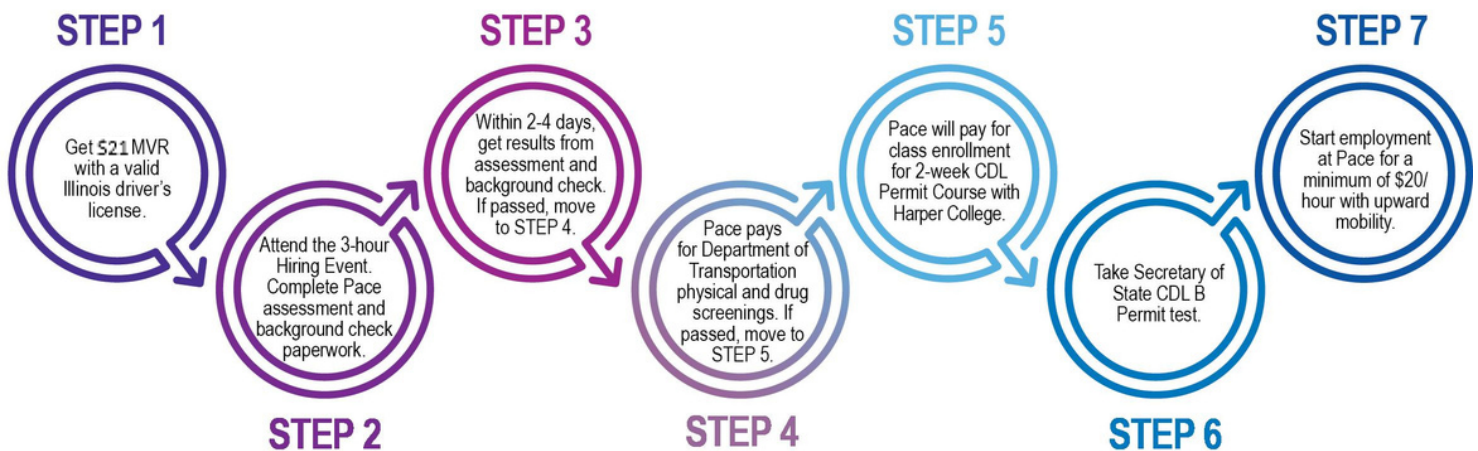 STEP 1
Get $21 MVR
with a valid
Illinois driver's
license.
STEP 2
Attend the 3-hour
Hiring Event.
Complete Pace
assessment and
background check
paperwork.
STEP 3
Within 2-4 days,
get results from
assessment and
background check.
If passed, move
to STEP 4.
STEP 4
Pace pays
for Department of
Transportation
physical and drug
screenings. If
passed, move to
STEP 5.
STEP 5
Pace will pay for
class enrollment
for 2-week CDL
Permit Course with
Harper College.
STEP 6
Take Secretary of
State CDL B
Permit test.
STEP 7
Start employment
at Pace for a
minimum of $20/
hour with upward
mobility.